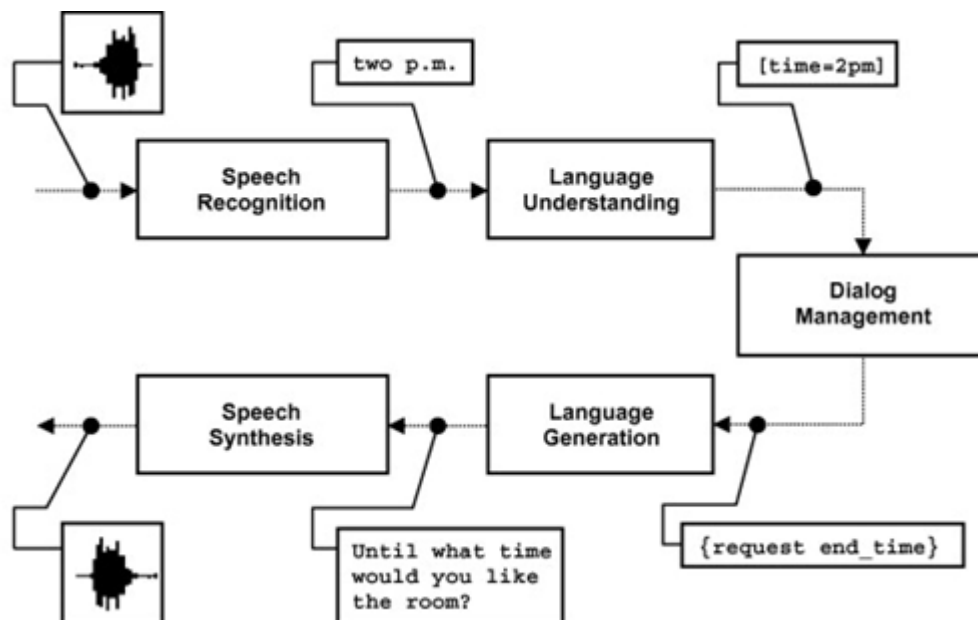 two p.m.
[time=2pm]
Speech
Recognition
Language
Understanding
Dialog
Management
Speech
Synthesis
Language
Generation
Until what time
would you like
the room?
{request end_time}